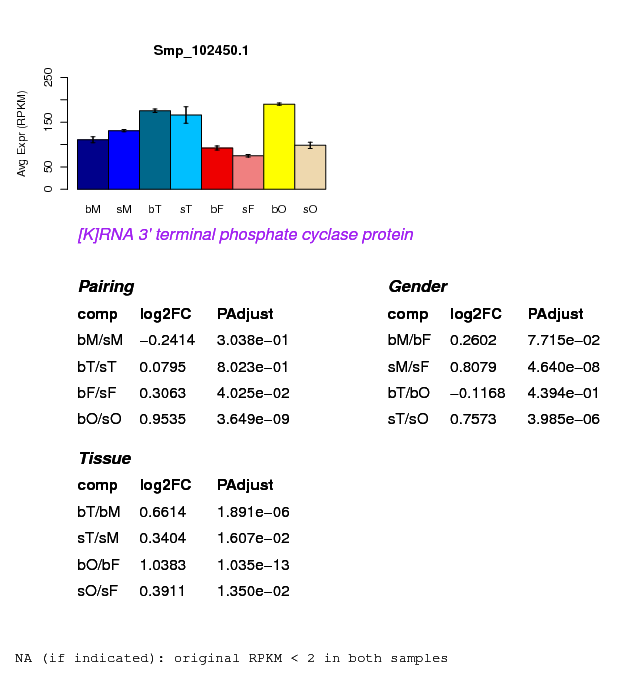 Smp_102450.1
Avg Expr (RPKM)
250
150
50
0
bM sM bT sT bF sF bO sO
[K]RNA 3' terminal phosphate cyclase protein
Pairing
comp log2FC PAdjust
bM/sM −0.2414 3.038e−01
bT/sT 0.0795 8.023e−01
bF/sF 0.3063 4.025e−02
bO/sO 0.9535 3.649e−09
Gender
comp log2FC PAdjust
bM/bF 0.2602 7.715e−02
sM/sF 0.8079 4.640e−08
bT/bO −0.1168 4.394e−01
sT/sO 0.7573 3.985e−06
Tissue
comp log2FC PAdjust
bT/bM 0.6614 1.891e−06
sT/sM 0.3404 1.607e−02
bO/bF 1.0383 1.035e−13
sO/sF 0.3911 1.350e−02
NA (if indicated): original RPKM < 2 in both samples